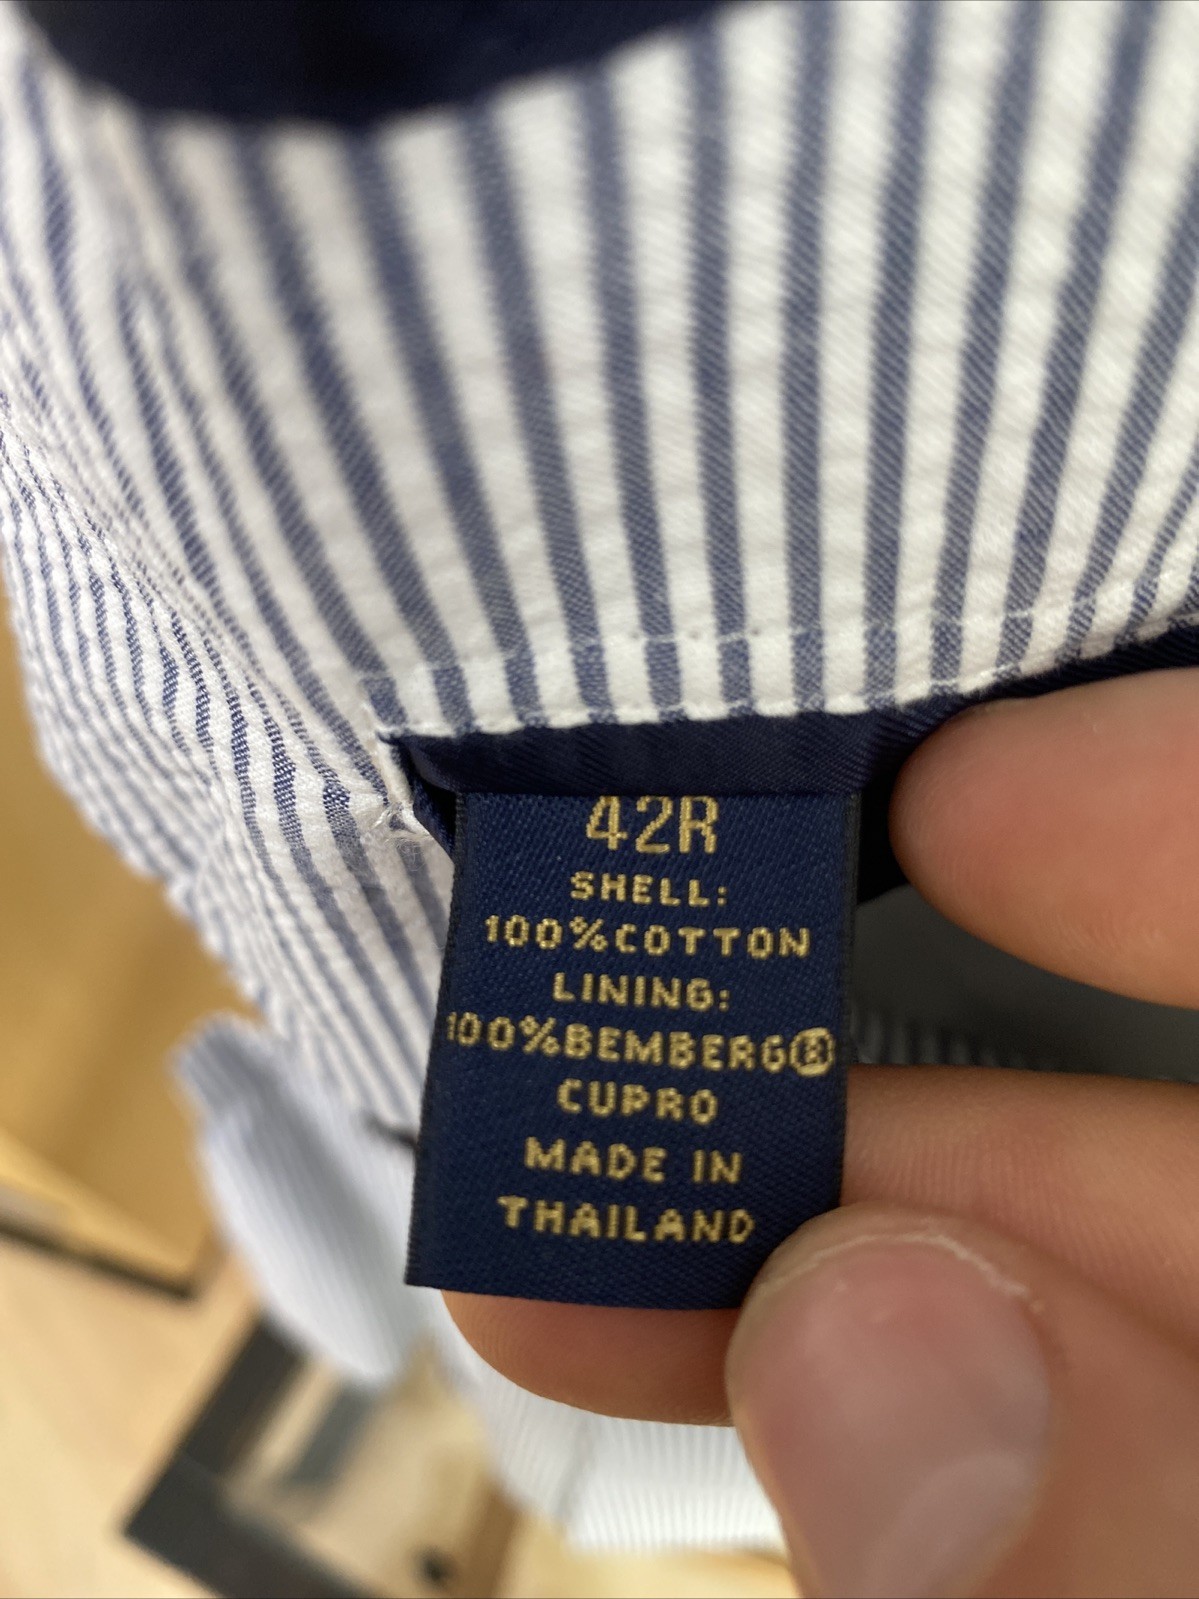 42R
SHELL:
100%COTTON
LINING:
100%BEMBERG®
CUPRO
MADE IN
THAILAND